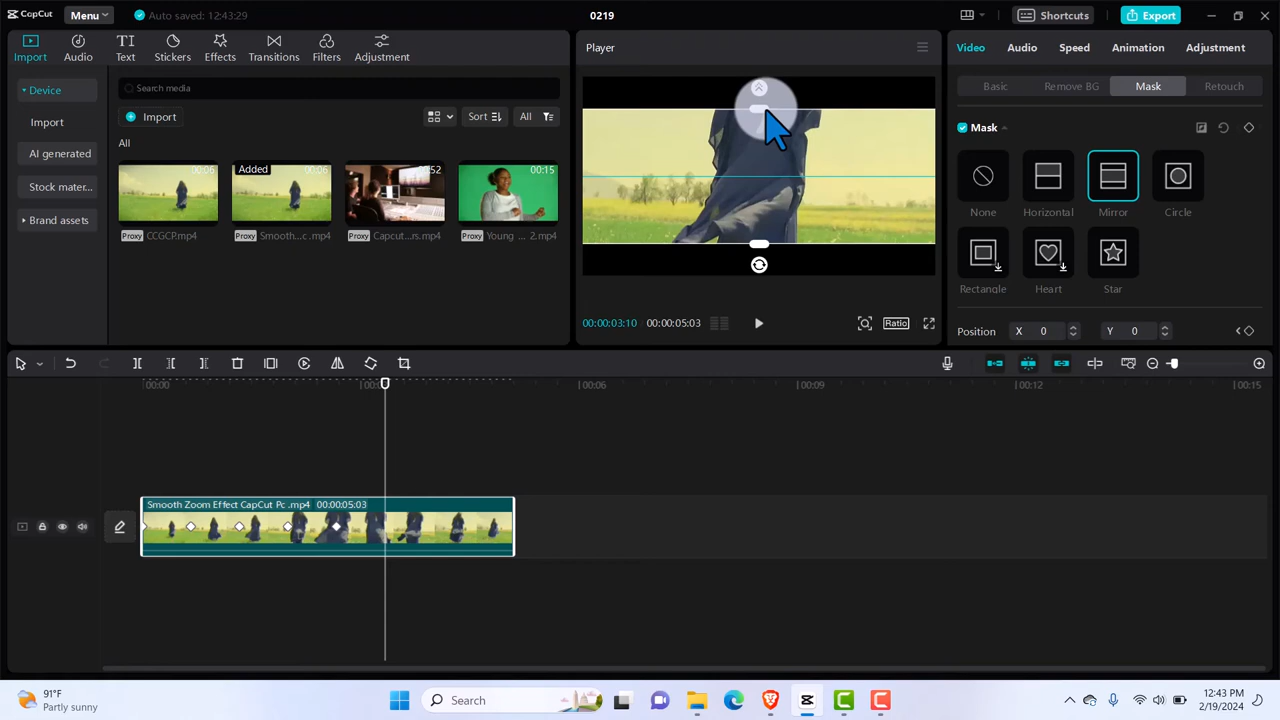 CapCut
Menu
Auto saved: 12:43:29
0219
Shortcuts
Export
Import
Audio
Text
Stickers
Effects
Transitions
Filters
Adjustment
Device
Import
AI generated
Stock mater...
Brand assets
Search media
Import
Sort
All
All
00:06
Added
00:06
00:52
00:15
Proxy CCGCP.mp4
Proxy Smooth...c .mp4
Proxy Capcut...rs.mp4
Proxy Young ... 2.mp4
Player
00:00:03:10
00:00:05:03
Ratio
Video
Audio
Speed
Animation
Adjustment
Basic
Remove BG
Mask
Retouch
Mask
None
Horizontal
Mirror
Circle
Rectangle
Heart
Star
Position
X
0
Y
0
00:00
00:06
00:09
00:12
00:15
Smooth Zoom Effect CapCut Pc .mp4
00:00:05:03
91°F
Partly sunny
Search
12:43 PM
2/19/2024